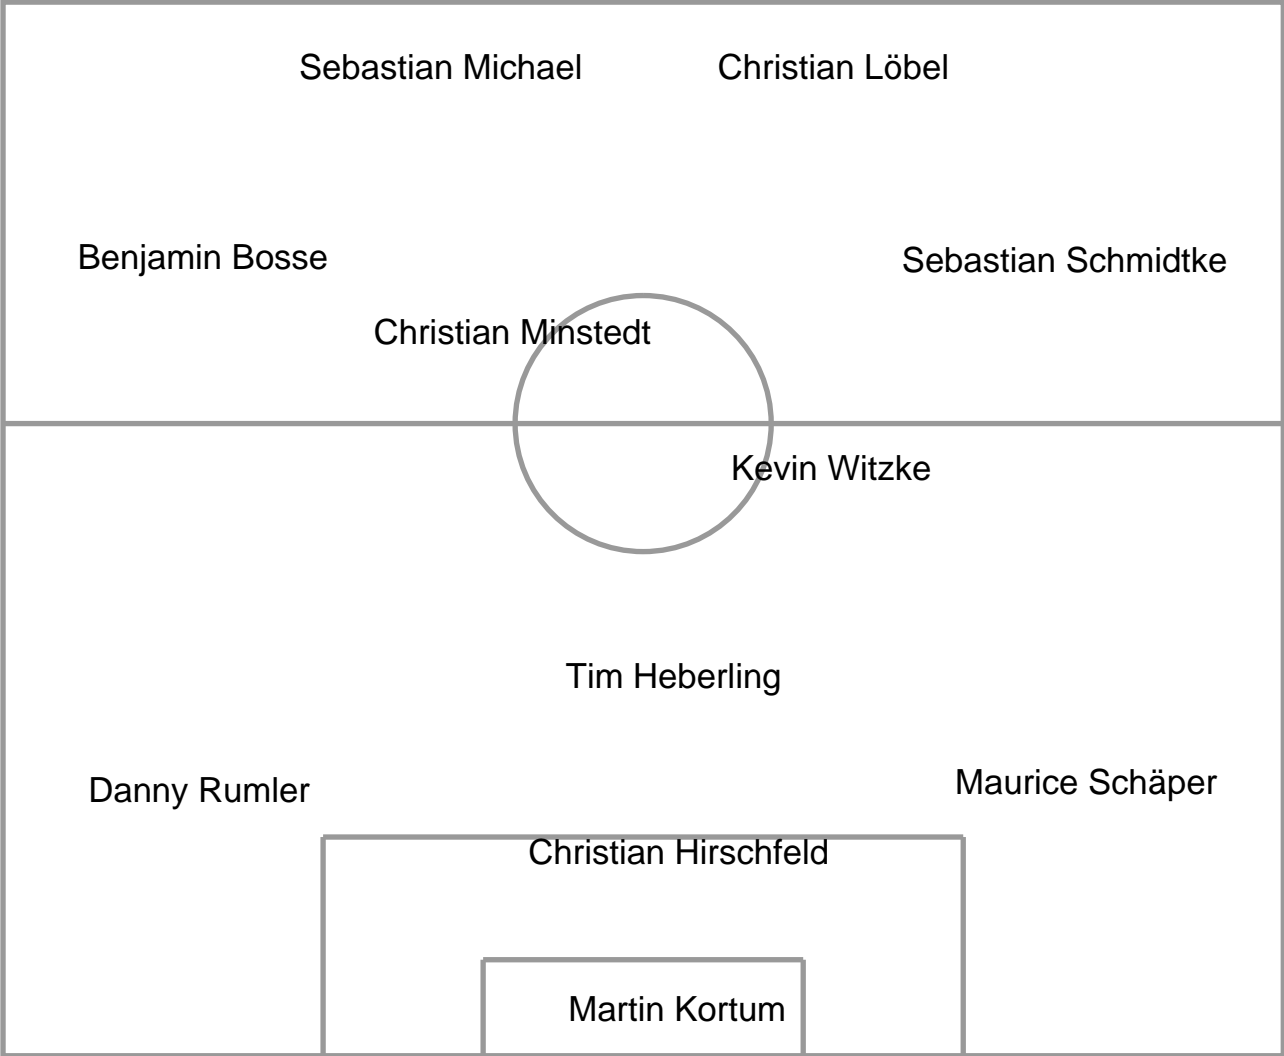 Sebastian Michael
Christian Löbel
Benjamin Bosse
Sebastian Schmidtke
Christian Minstedt
Kevin Witzke
Tim Heberling
Danny Rumler
Maurice Schäper
Christian Hirschfeld
Martin Kortum